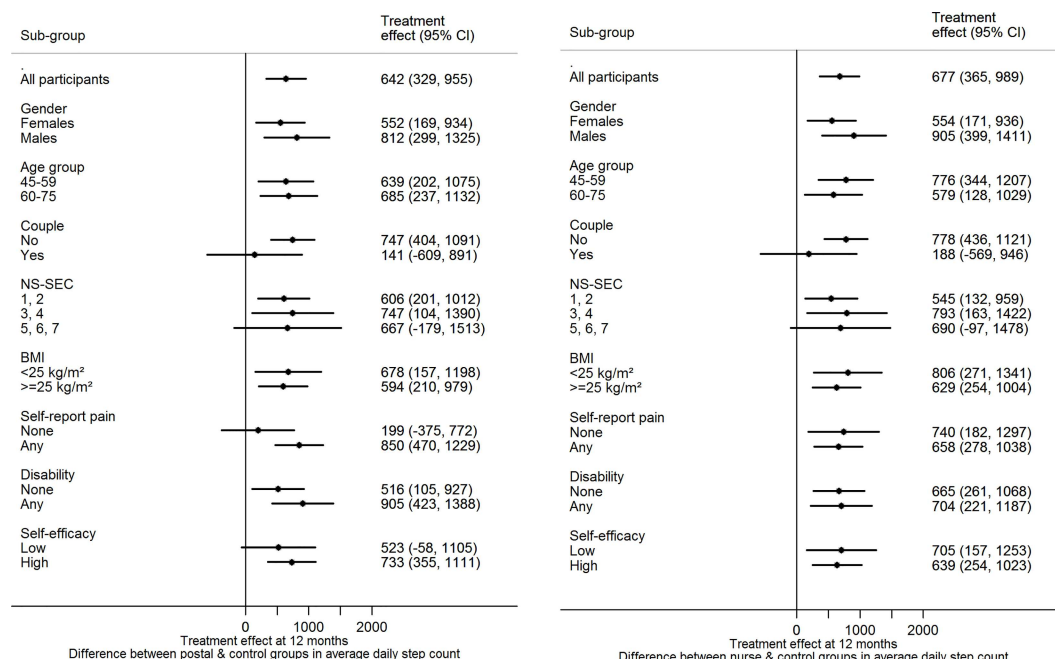 Sub-group
Treatment
effect (95% CI)
.
All participants 642 (329, 955)
Gender
Females 552 (169, 934)
Males 812 (299, 1325)
Age group
45-59 639 (202, 1075)
60-75 685 (237, 1132)
Couple
No 747 (404, 1091)
Yes 141 (-609, 891)
NS-SEC
1, 2 606 (201, 1012)
3, 4 747 (104, 1390)
5, 6, 7 667 (-179, 1513)
BMI
<25 kg/m² 678 (157, 1198)
>=25 kg/m² 594 (210, 979)
Self-report pain
None 199 (-375, 772)
Any 850 (470, 1229)
Disability
None 516 (105, 927)
Any 905 (423, 1388)
Self-efficacy
Low 523 (-58, 1105)
High 733 (355, 1111)
0 1000 2000
Treatment effect at 12 months
Difference between postal & control groups in average daily step count
Sub-group
Treatment
effect (95% CI)
.
All participants 677 (365, 989)
Gender
Females 554 (171, 936)
Males 905 (399, 1411)
Age group
45-59 776 (344, 1207)
60-75 579 (128, 1029)
Couple
No 778 (436, 1121)
Yes 188 (-569, 946)
NS-SEC
1, 2 545 (132, 959)
3, 4 793 (163, 1422)
5, 6, 7 690 (-97, 1478)
BMI
<25 kg/m² 806 (271, 1341)
>=25 kg/m² 629 (254, 1004)
Self-report pain
None 740 (182, 1297)
Any 658 (278, 1038)
Disability
None 665 (261, 1068)
Any 704 (221, 1187)
Self-efficacy
Low 705 (157, 1253)
High 639 (254, 1023)
0 1000 2000
Treatment effect at 12 months
Difference between nurse & control groups in average daily step count